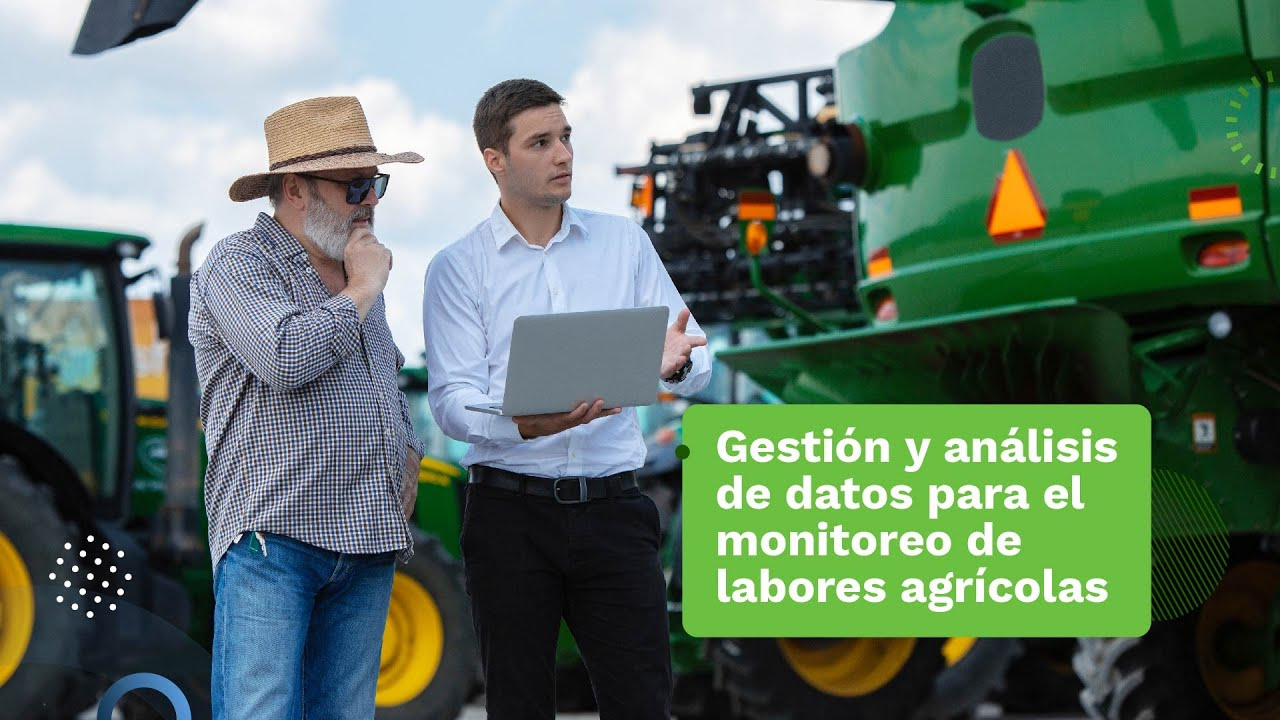 Gestión y análisis
de datos para el
monitoreo de
labores agrícolas